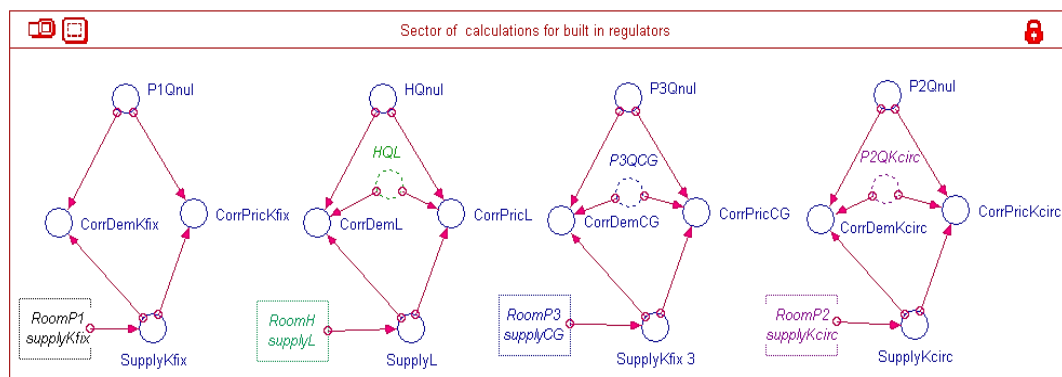 Sector of calculations for built in regulators
P1Qnul
HQnul
P3Qnul
P2Qnul
HQL
P3QCG
P2QKcirc
CorrDemKfix
CorrPricKfix
CorrDemL
CorrPricL
CorrDemCG
CorrPricCG
CorrDemKcirc
CorrPricKcirc
RoomP1
supplyKfix
SupplyKfix
RoomH
supplyL
SupplyL
RoomP3
supplyCG
SupplyKfix 3
RoomP2
supplyKcirc
SupplyKcirc